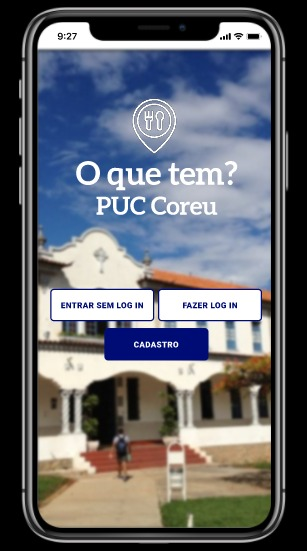 9:27
O que tem?
PUC Coreu
ENTRAR SEM LOG IN
FAZER LOG IN
CADASTRO